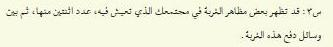 س٣: قد تظهر بعض مظاهر الغربة في مجتمعك الذي تعيش فيه، عدد اثنتين منها، ثم بين
وسائل دفع هذه الغربة.